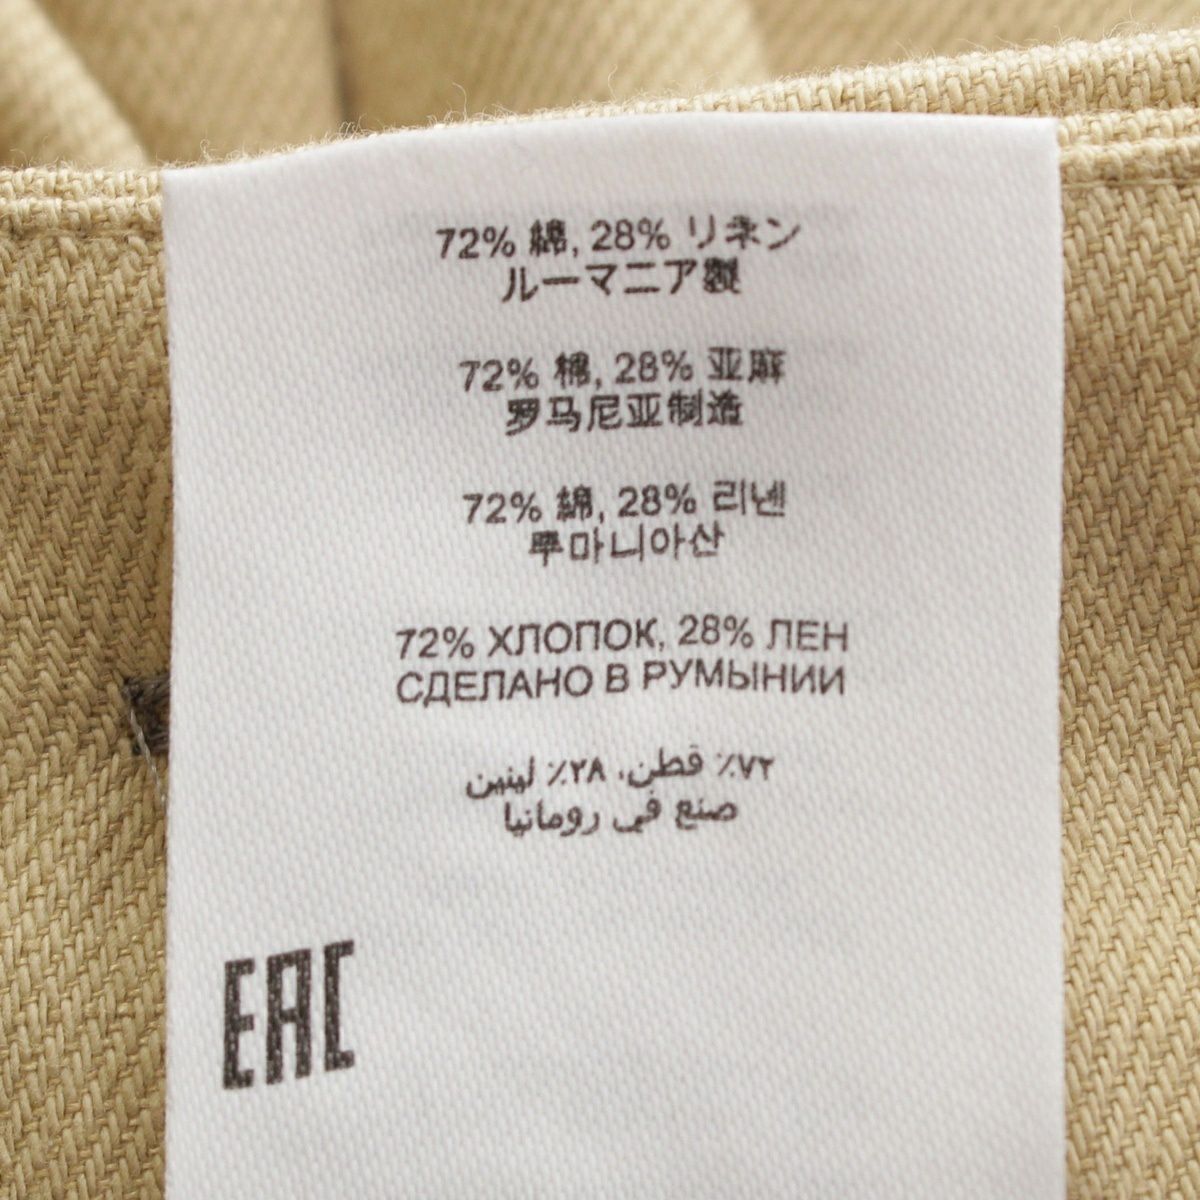 72% 綿, 28% リネン
ルーマニア製
72% 棉, 28% 亚麻
罗马尼亚制造
72% 綿, 28% 리넨
루마니아산
72% ХЛОПОК, 28% ЛЕН
СДЕЛАНО В РУМЫНИИ
٧٢٪ قطن، ٢٨٪ لينين
صنع في رومانيا
EAC